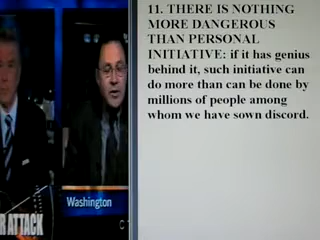 11. THERE IS NOTHING
MORE DANGEROUS
THAN PERSONAL
INITIATIVE: if it has genius
behind it, such initiative can
do more than can be done by
millions of people among
whom we have sown discord.
Washington
R ATTACK